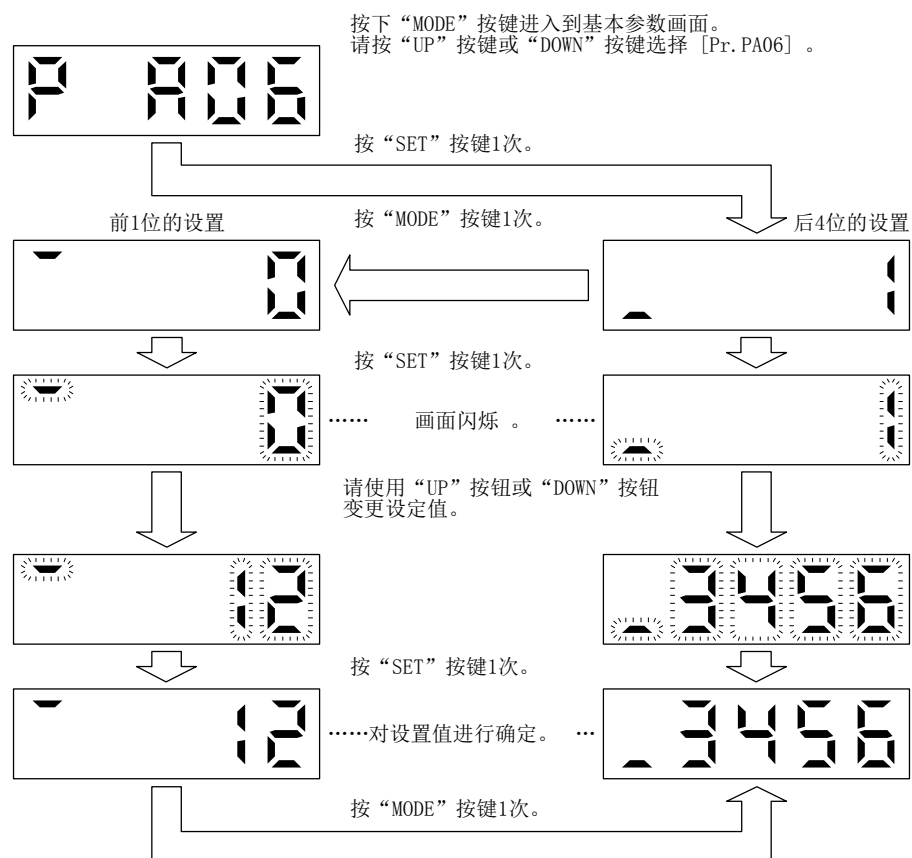 按下“MODE”按键进入到基本参数画面。
请按“UP”按键或“DOWN”按键选择 [Pr.PA06] 。
P A06
按“SET”按键1次。
前1位的设置
按“MODE”按键1次。
后4位的设置
0
_ 1
按“SET”按键1次。
0
…… 画面闪烁 。 ……
_ 1
请使用“UP”按钮或“DOWN”按钮
变更设定值。
12
_3456
按“SET”按键1次。
12
……对设置值进行确定。 …
_3456
按“MODE”按键1次。